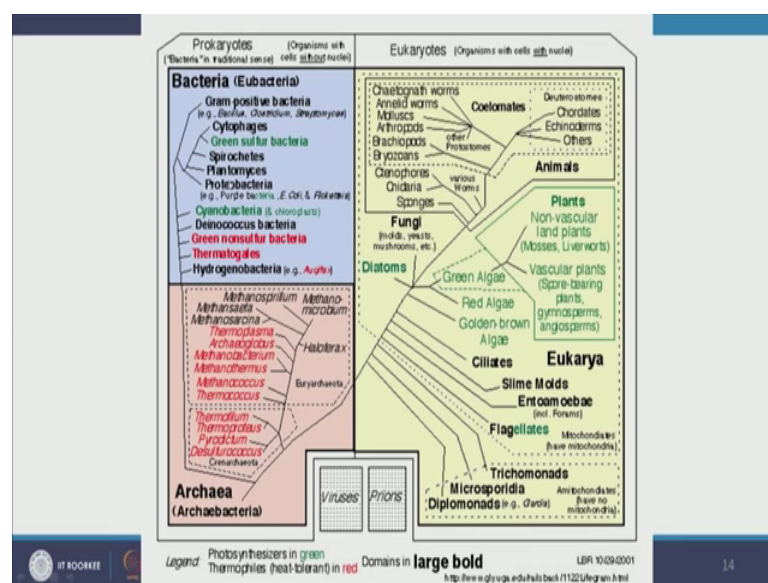 Prokaryotes
(Organisms with
("Bacteria" in traditional sense)
cells without nuclei)
Eukaryotes (Organisms with cells with nuclei)
Bacteria (Eubacteria)
Gram-positive bacteria
(e.g., Bacillus, Clostridium, Streptomyces)
Cytophages
Green sulfur bacteria
Spirochetes
Plantomyces
Proteobacteria
(e.g., Purple bacteria, E.Coli, &
Cyanobacteria (& chloroplasts)
Deinococcus bacteria
Green nonsulfur bacteria
Thermatogales
Hydrogenobacteria (e.g.,
Methanospirillum
Methano-
microbium
Methansaeta
Methanosarcina
Thermoplasma
Archaeoglobus
Haloferax
Methanobacterium
Methanothermus
Methanococcus
Euryarchaeota
Thermococcus
Thermofilum
Thermoproteus
Pyrodictum
Desulfurococcus
Crenarchaeota
Archaea
(Archaebacteria)
Chaetognath worms
Annelid worms
Molluscs
Arthropods
Brachiopods
Bryozoans
Coelomates
other
Protostomes
Deuterostomes
Chordates
Echinoderms
Others
Animals
Ctenophores
Cnidaria
Sponges
various
Worms
Fungi
(molds, yeasts,
mushrooms, etc.)
Plants
Non-vascular
land plants
(Mosses, Liverworts)
Vascular plants
(Spore-bearing
plants,
gymnosperms,
angiosperms)
Diatoms
Green Algae
Red Algae
Golden-brown
Algae
Ciliates
Eukarya
Slime Molds
Entoamoebae
(incl. Forams)
Flagellates
Mitochondiates
(have mitochondria)
Trichomonads
Microsporidia
Diplomonads (e.g., Giardia)
Amitochondiates
(have no
mitochondria)
Viruses
Prions
Legend:
Photosynthesizers in green
Thermophiles (heat-tolerant) in red
Domains in large bold
LBR 10/29/2001
IIT ROORKEE
14